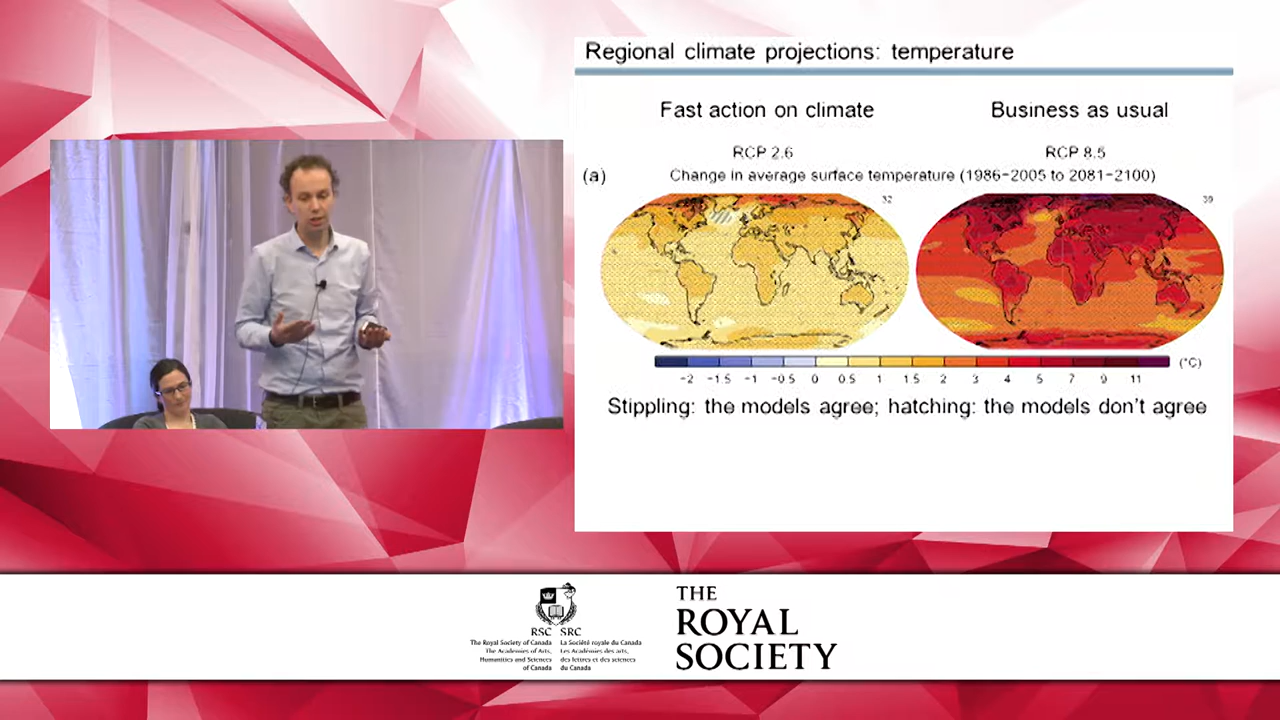 Regional climate projections: temperature
Fast action on climate
Business as usual
RCP 2.6
RCP 8.5
(a)
Change in average surface temperature (1986−2005 to 2081−2100)
32
39
−2 −1.5 −1 −0.5 0 0.5 1 1.5 2 3 4 5 7 9 11
(°C)
Stippling: the models agree; hatching: the models don't agree
RSC SRC
The Royal Society of Canada
The Academies of Arts,
Humanities and Sciences
of Canada
La Société royale du Canada
Les Académies des arts,
des lettres et des sciences
du Canada
THE
ROYAL
SOCIETY